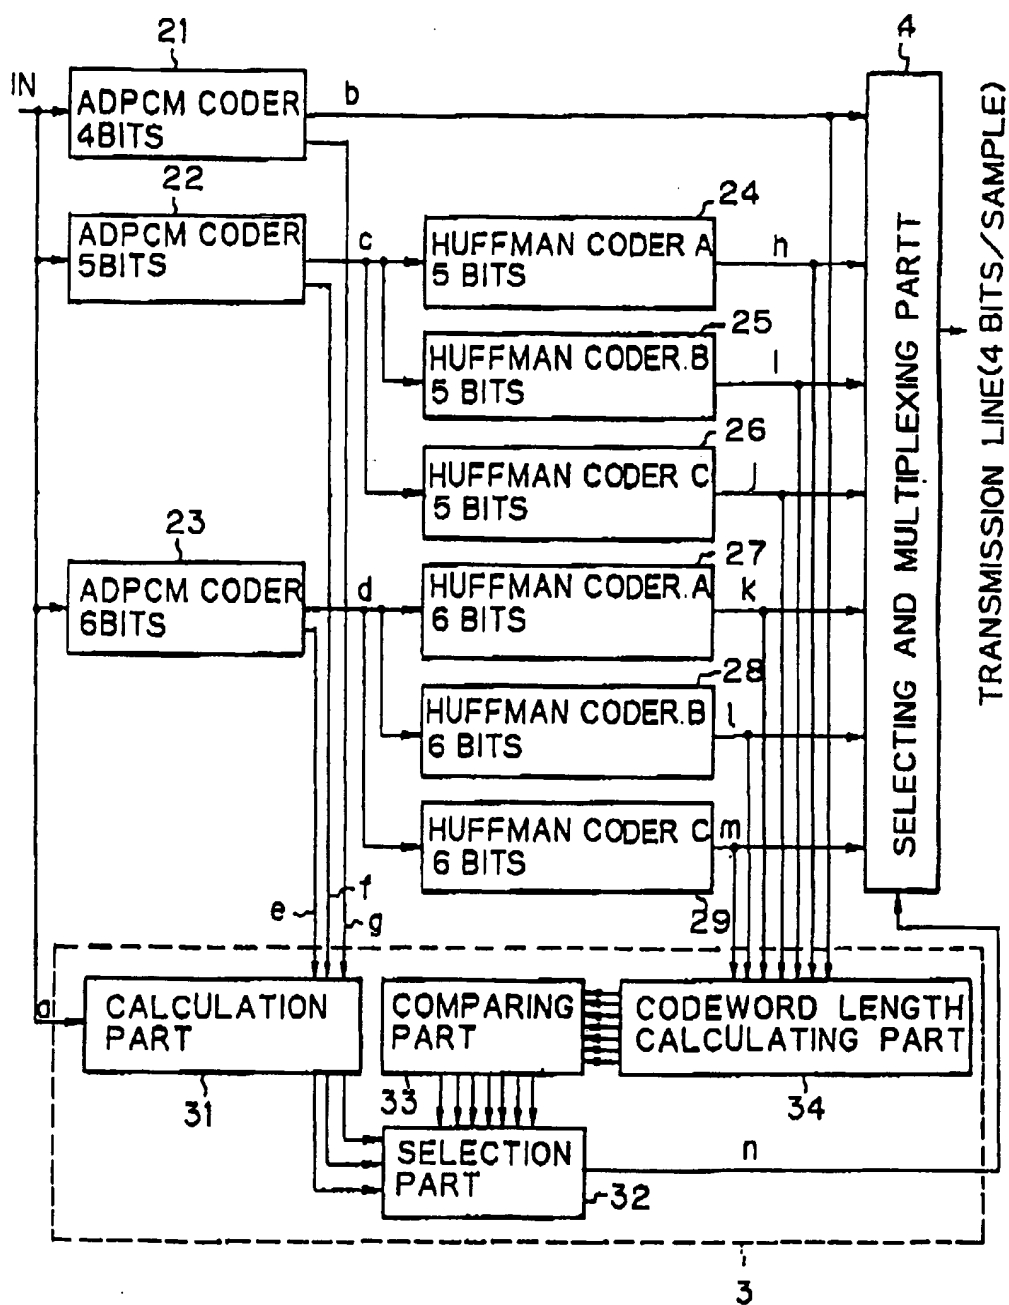 21
4
IN
ADPCM CODER
4BITS
b
22
ADPCM CODER
5BITS
c
24
HUFFMAN CODER A
5 BITS
h
25
HUFFMAN CODER.B
5 BITS
i
26
HUFFMAN CODER C
5 BITS
j
23
ADPCM CODER
6BITS
d
27
HUFFMAN CODER.A
6 BITS
k
28
HUFFMAN CODER.B
6 BITS
l
HUFFMAN CODER C
6 BITS
m
29
SELECTING AND MULTIPLEXING PARTT
TRANSMISSION LINE(4 BITS/SAMPLE)
e
f
g
a
CALCULATION
PART
31
COMPARING
PART
33
CODEWORD LENGTH
CALCULATING PART
34
SELECTION
PART
32
n
3